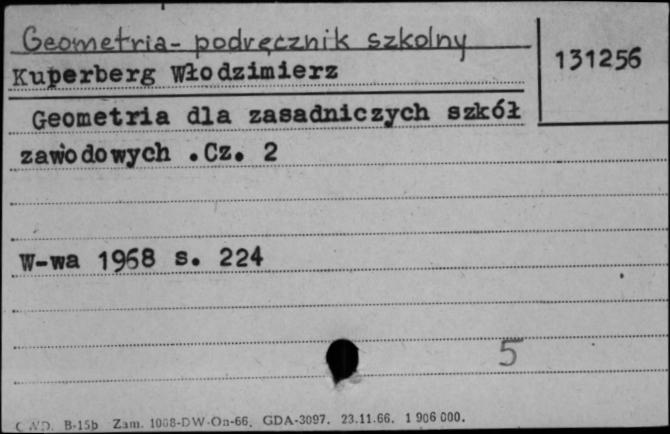 Geometria - podręcznik szkolny
131256
Kuperberg Włodzimierz
Geometria dla zasadniczych szkół
zawodowych .Cz. 2
W-wa 1968 s. 224
5
B-15b Zam. 1068-DW-On-66. GDA-3097. 23.11.66. 1 906 000.